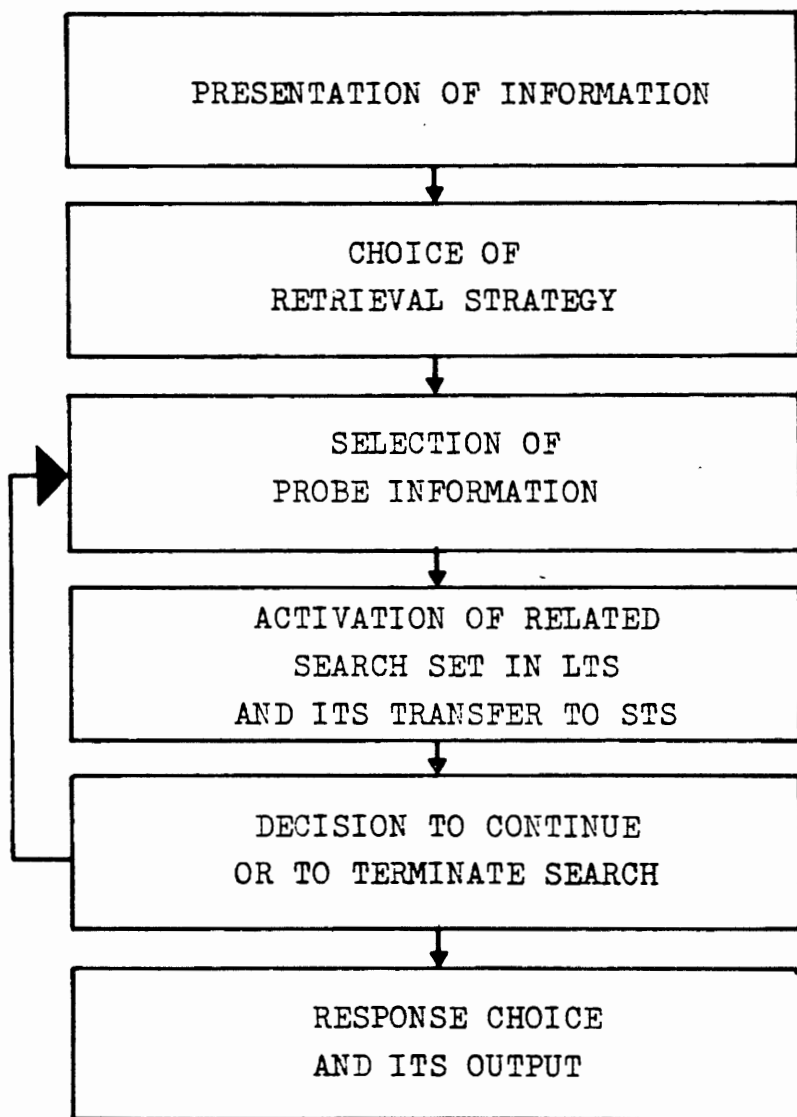 PRESENTATION OF INFORMATION
CHOICE OF
RETRIEVAL STRATEGY
SELECTION OF
PROBE INFORMATION
ACTIVATION OF RELATED
SEARCH SET IN LTS
AND ITS TRANSFER TO STS
DECISION TO CONTINUE
OR TO TERMINATE SEARCH
RESPONSE CHOICE
AND ITS OUTPUT